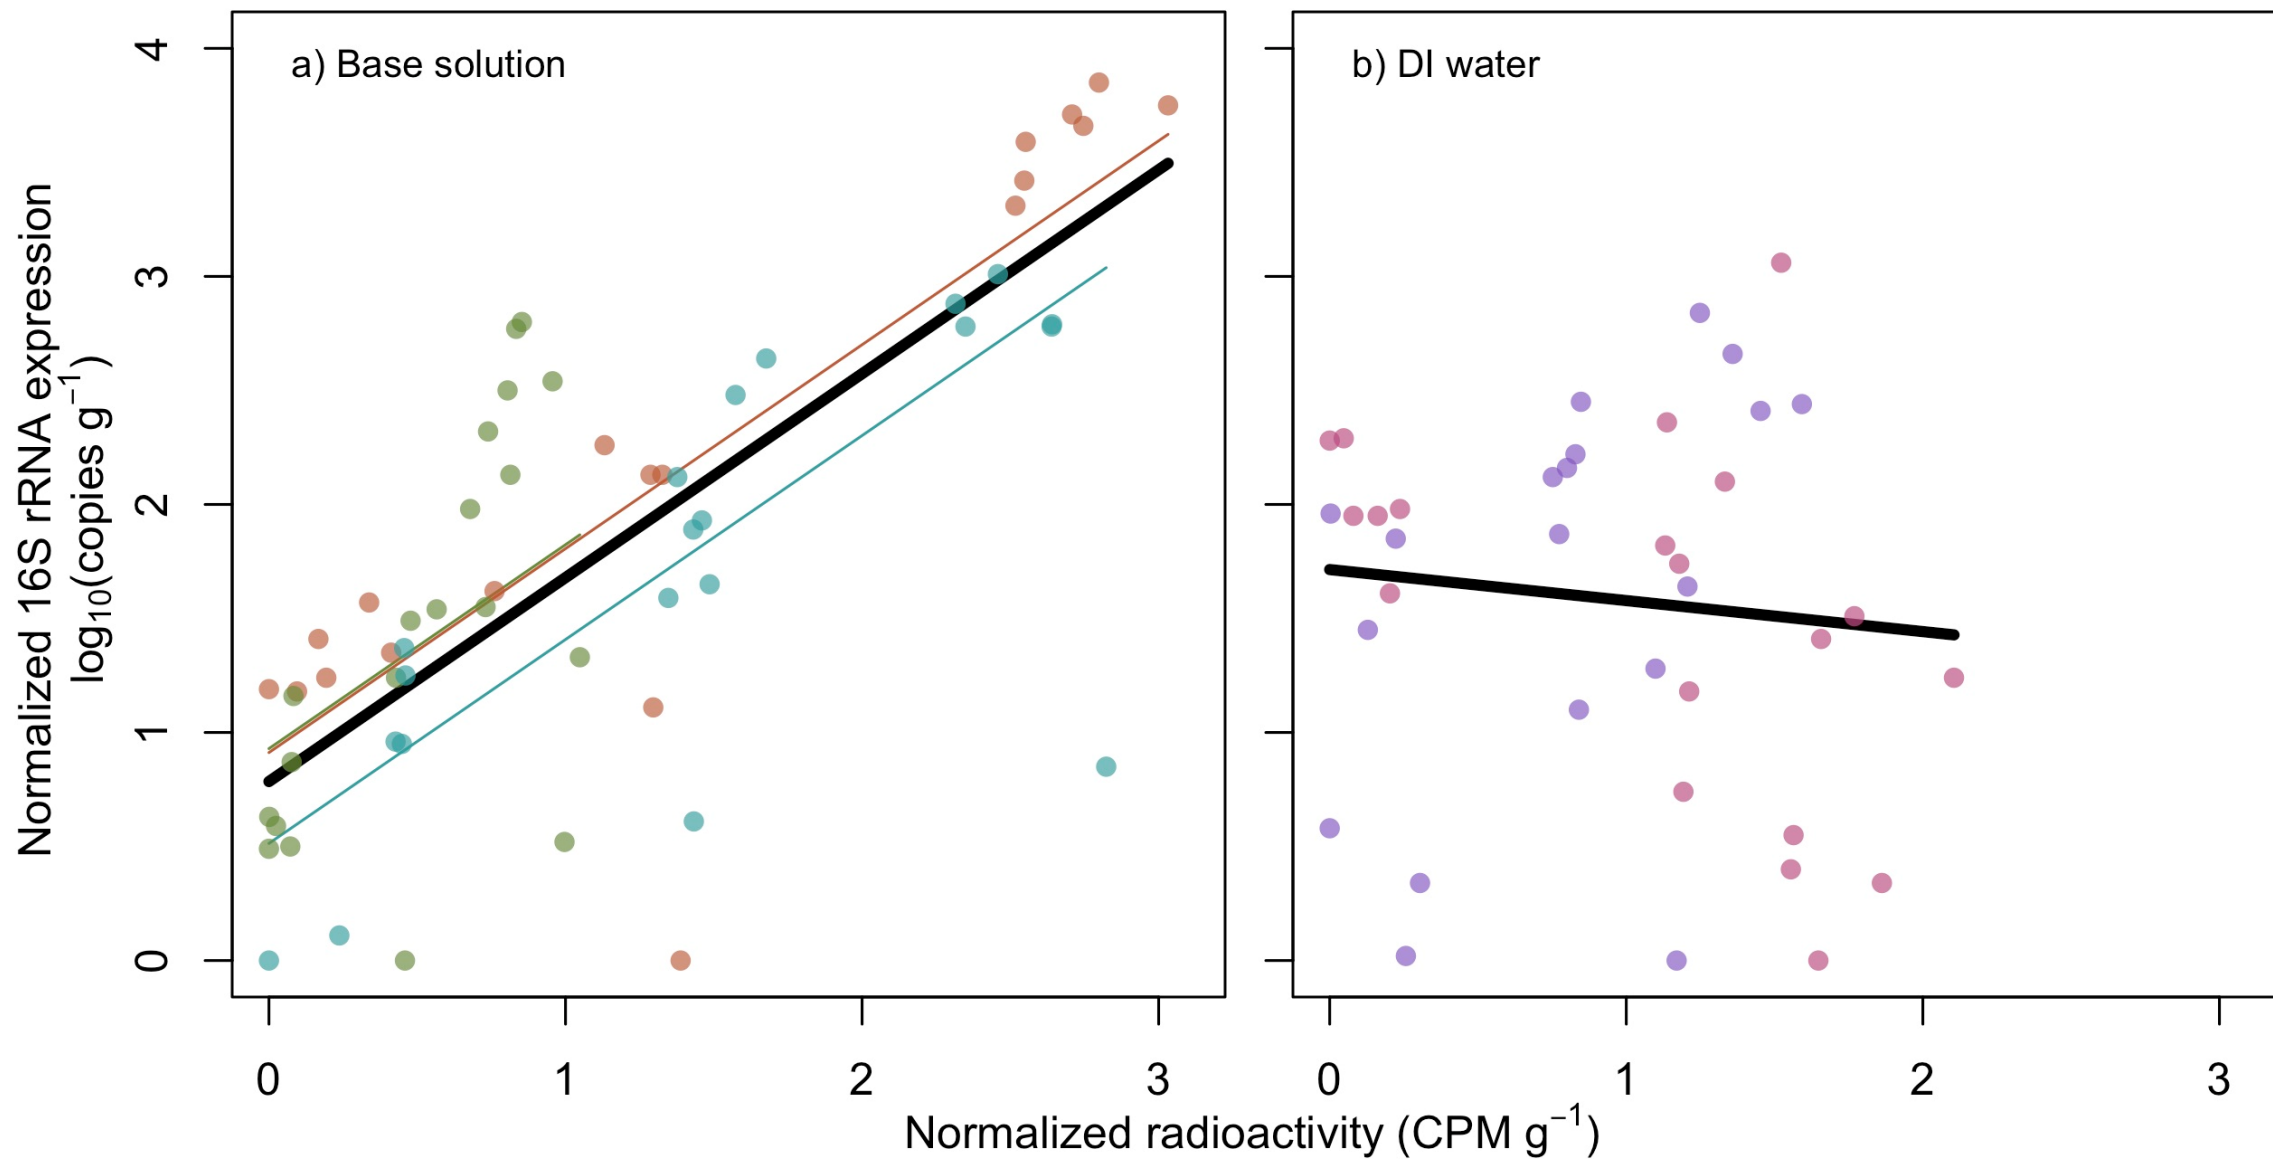 a) Base solution
b) DI water
Normalized 16S rRNA expression
log₁₀(copies g⁻¹)
4
3
2
1
0
0 1 2 3
0 1 2 3
Normalized radioactivity (CPM g⁻¹)